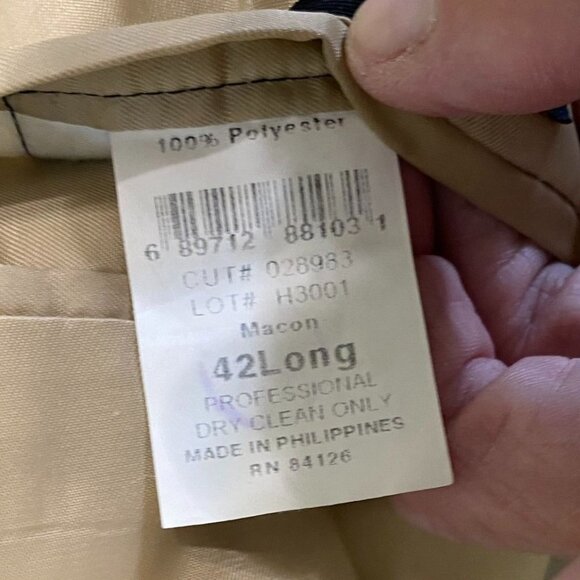 100% Polyester
6 89712 88103 1
CUT# 028983
LOT# H3001
Macon
42Long
PROFESSIONAL
DRY CLEAN ONLY
MADE IN PHILIPPINES
RN 84126